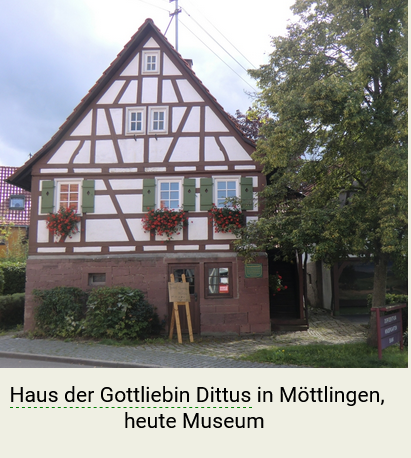 Haus der Gottliebin Dittus in Möttlingen,
heute Museum